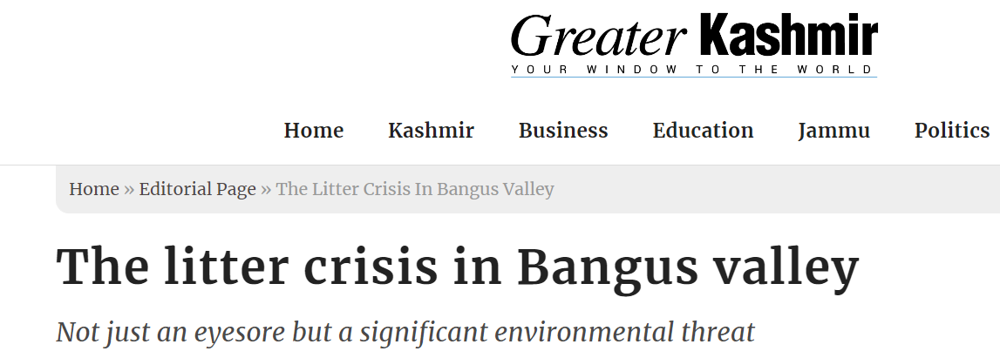 Greater Kashmir
YOUR WINDOW TO THE WORLD
Home Kashmir Business Education Jammu Politics
Home » Editorial Page » The Litter Crisis In Bangus Valley
The litter crisis in Bangus valley
Not just an eyesore but a significant environmental threat